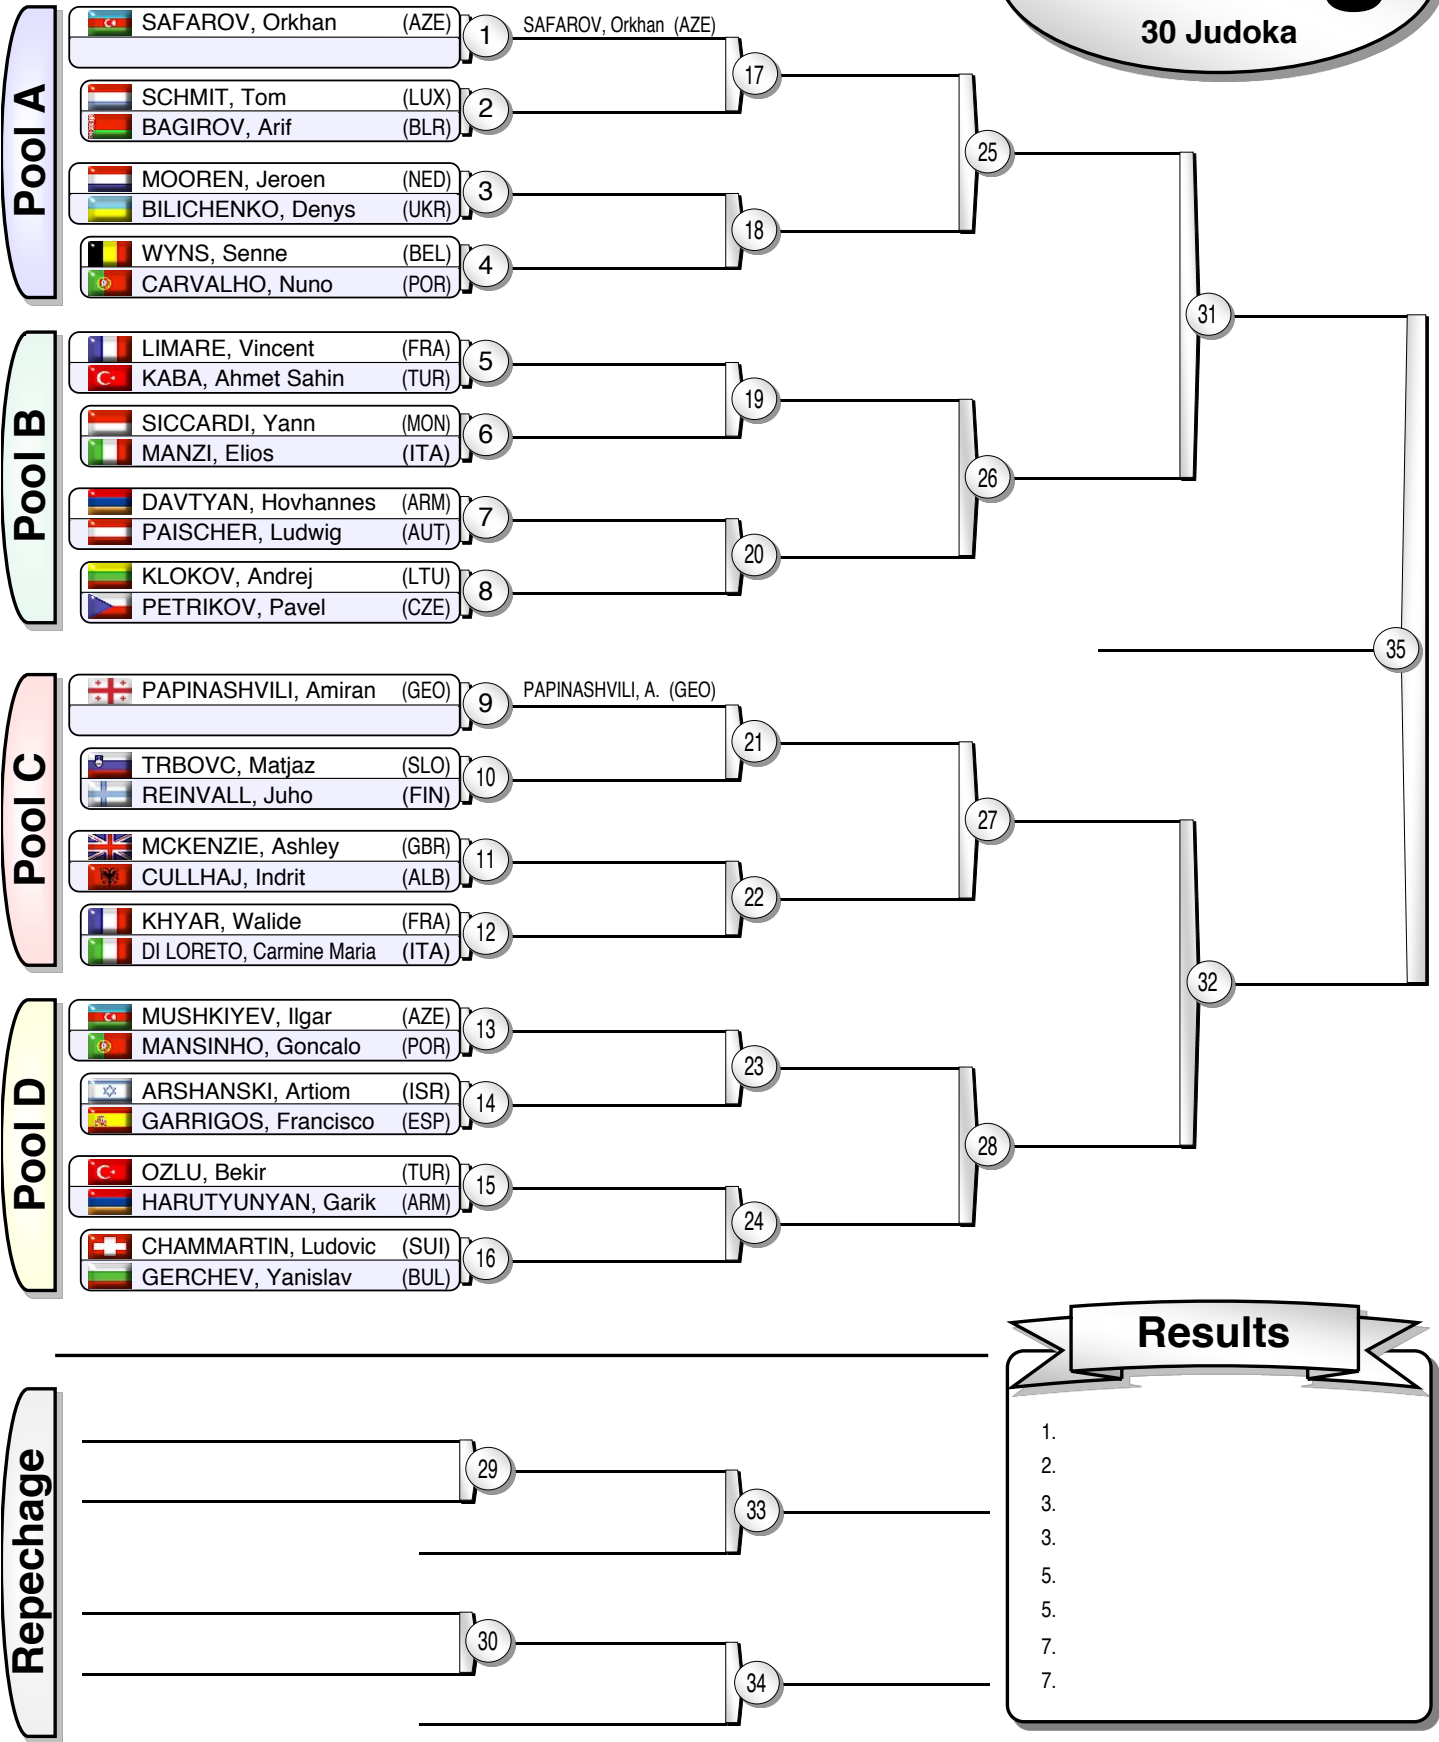 30 Judoka
Pool A
SAFAROV, Orkhan (AZE) 1 SAFAROV, Orkhan (AZE)
17
SCHMIT, Tom (LUX)
BAGIROV, Arif (BLR) 2
25
MOOREN, Jeroen (NED)
BILICHENKO, Denys (UKR) 3
18
WYNS, Senne (BEL)
CARVALHO, Nuno (POR) 4
31
Pool B
LIMARE, Vincent (FRA)
KABA, Ahmet Sahin (TUR) 5
19
SICCARDI, Yann (MON)
MANZI, Elios (ITA) 6
26
DAVTYAN, Hovhannes (ARM)
PAISCHER, Ludwig (AUT) 7
20
KLOKOV, Andrej (LTU)
PETRIKOV, Pavel (CZE) 8
35
Pool C
PAPINASHVILI, Amiran (GEO) 9 PAPINASHVILI, A. (GEO)
21
TRBOVC, Matjaz (SLO)
REINVALL, Juho (FIN) 10
27
MCKENZIE, Ashley (GBR)
CULLHAJ, Indrit (ALB) 11
22
KHYAR, Walide (FRA)
DI LORETO, Carmine Maria (ITA) 12
32
Pool D
MUSHKIYEV, Ilgar (AZE)
MANSINHO, Goncalo (POR) 13
23
ARSHANSKI, Artiom (ISR)
GARRIGOS, Francisco (ESP) 14
28
OZLU, Bekir (TUR)
HARUTYUNYAN, Garik (ARM) 15
24
CHAMMARTIN, Ludovic (SUI)
GERCHEV, Yanislav (BUL) 16
Repechage
29
33
30
34
Results
1.
2.
3.
3.
5.
5.
7.
7.